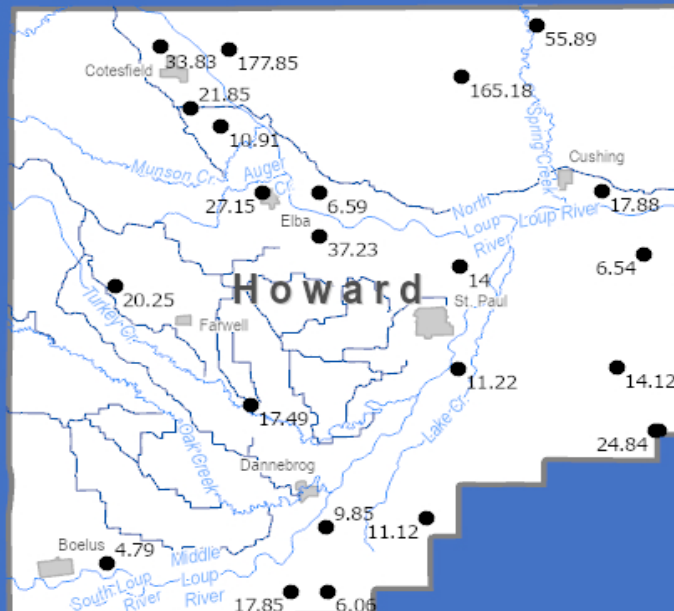 55.89
33.83
177.85
Cotesfield
165.18
21.85
10.91
Spring Creek
Munson Cr.
Auger
Cr.
Cushing
27.15
6.59
North
Loup
River
Loup River
17.88
Elba
37.23
6.54
14
20.25
Howard
St. Paul
Turkey Cr.
Farwell
11.22
14.12
17.49
Lake Cr.
24.84
Oak Creek
Dannebrog
9.85
11.12
Boelus
4.79
Middle
Loup
River
South Loup
River
17.85
6.06